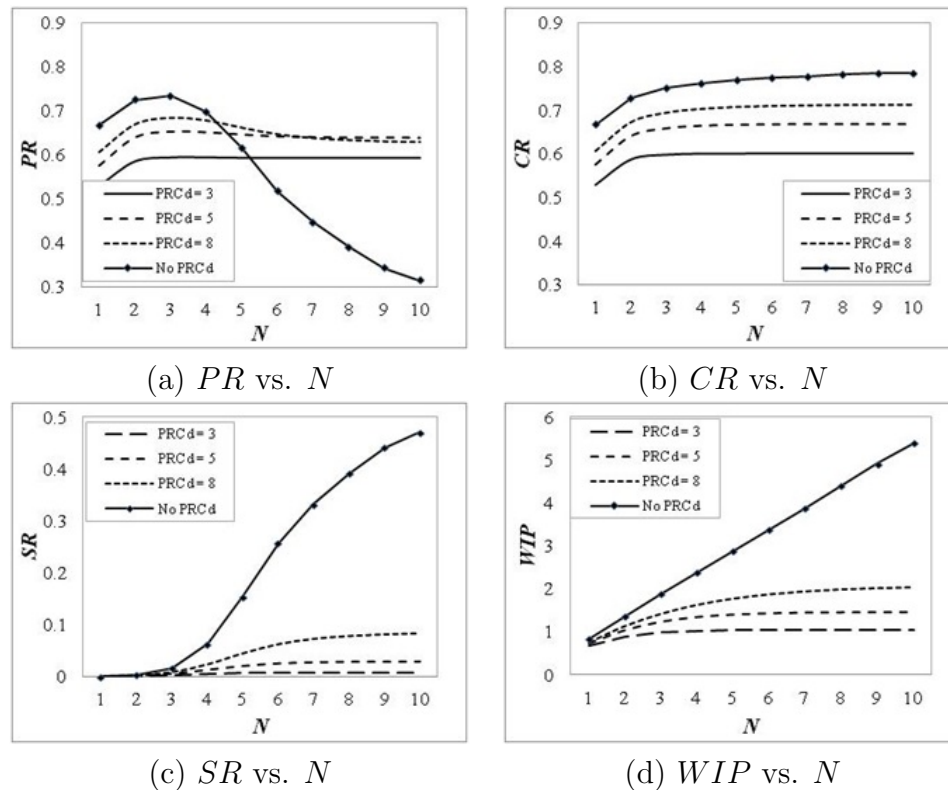 0.9
0.8
0.7
0.6
0.5
0.4
0.3
PR
PRCd= 3
PRCd= 5
PRCd= 8
No PRCd
1 2 3 4 5 6 7 8 9 10
N
(a) PR vs. N
0.9
0.8
0.7
0.6
0.5
0.4
0.3
CR
PRCd= 3
PRCd= 5
PRCd= 8
No PRCd
1 2 3 4 5 6 7 8 9 10
N
(b) CR vs. N
0.5
0.4
0.3
0.2
0.1
0
SR
PRCd= 3
PRCd= 5
PRCd= 8
No PRCd
1 2 3 4 5 6 7 8 9 10
N
(c) SR vs. N
6
5
4
3
2
1
0
WIP
PRCd= 3
PRCd= 5
PRCd= 8
No PRCd
1 2 3 4 5 6 7 8 9 10
N
(d) WIP vs. N